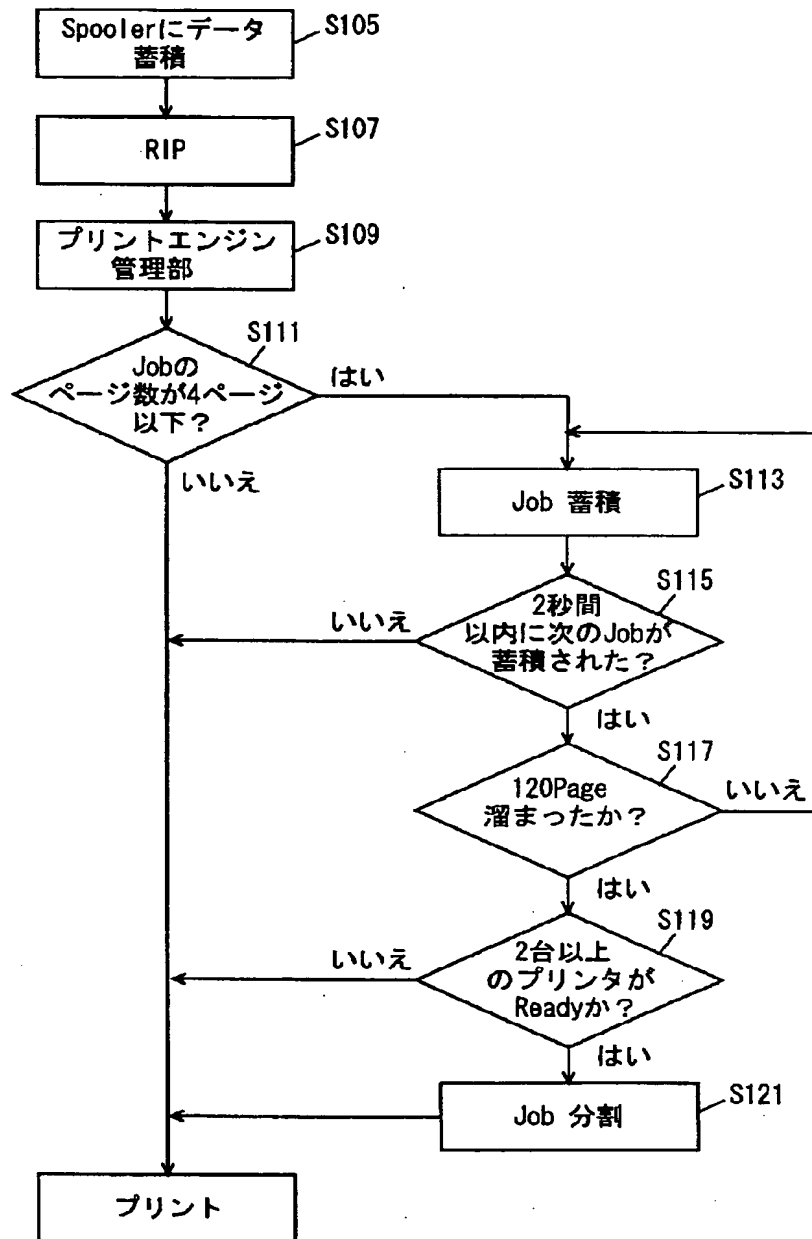 Spoolerにデータ
蓄積
S105
RIP
S107
プリントエンジン
管理部
S109
S111
Jobの
ページ数が4ページ
以下？
はい
いいえ
Job 蓄積
S113
S115
2秒間
以内に次のJobが
蓄積された？
いいえ
はい
S117
120Page
溜まったか？
いいえ
はい
S119
2台以上
のプリンタが
Readyか？
いいえ
はい
Job 分割
S121
プリント